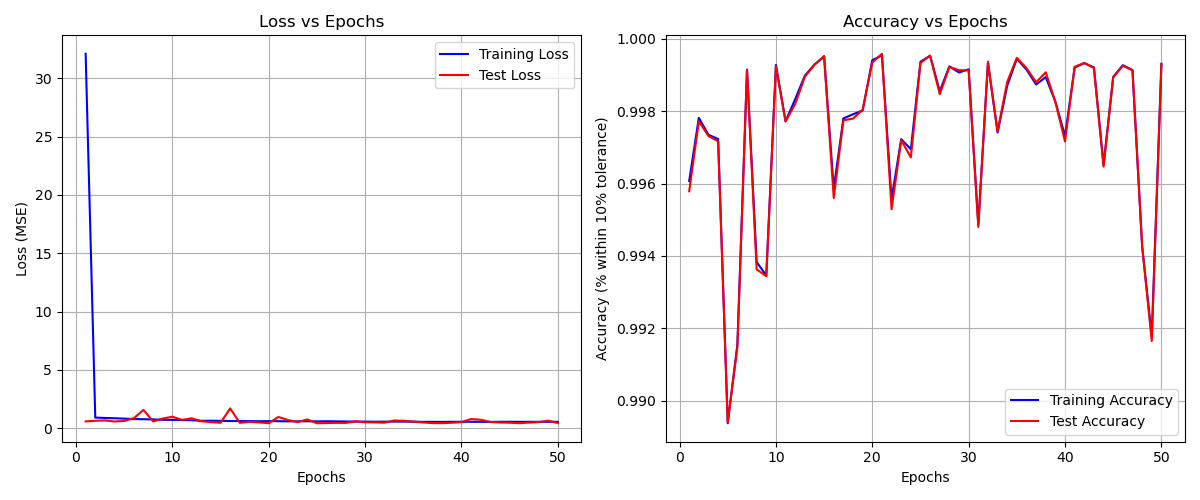 Loss vs Epochs
Loss (MSE)
30
25
20
15
10
5
0
0 10 20 30 40 50
Epochs
Training Loss
Test Loss
Accuracy vs Epochs
Accuracy (% within 10% tolerance)
1.000
0.998
0.996
0.994
0.992
0.990
0 10 20 30 40 50
Epochs
Training Accuracy
Test Accuracy